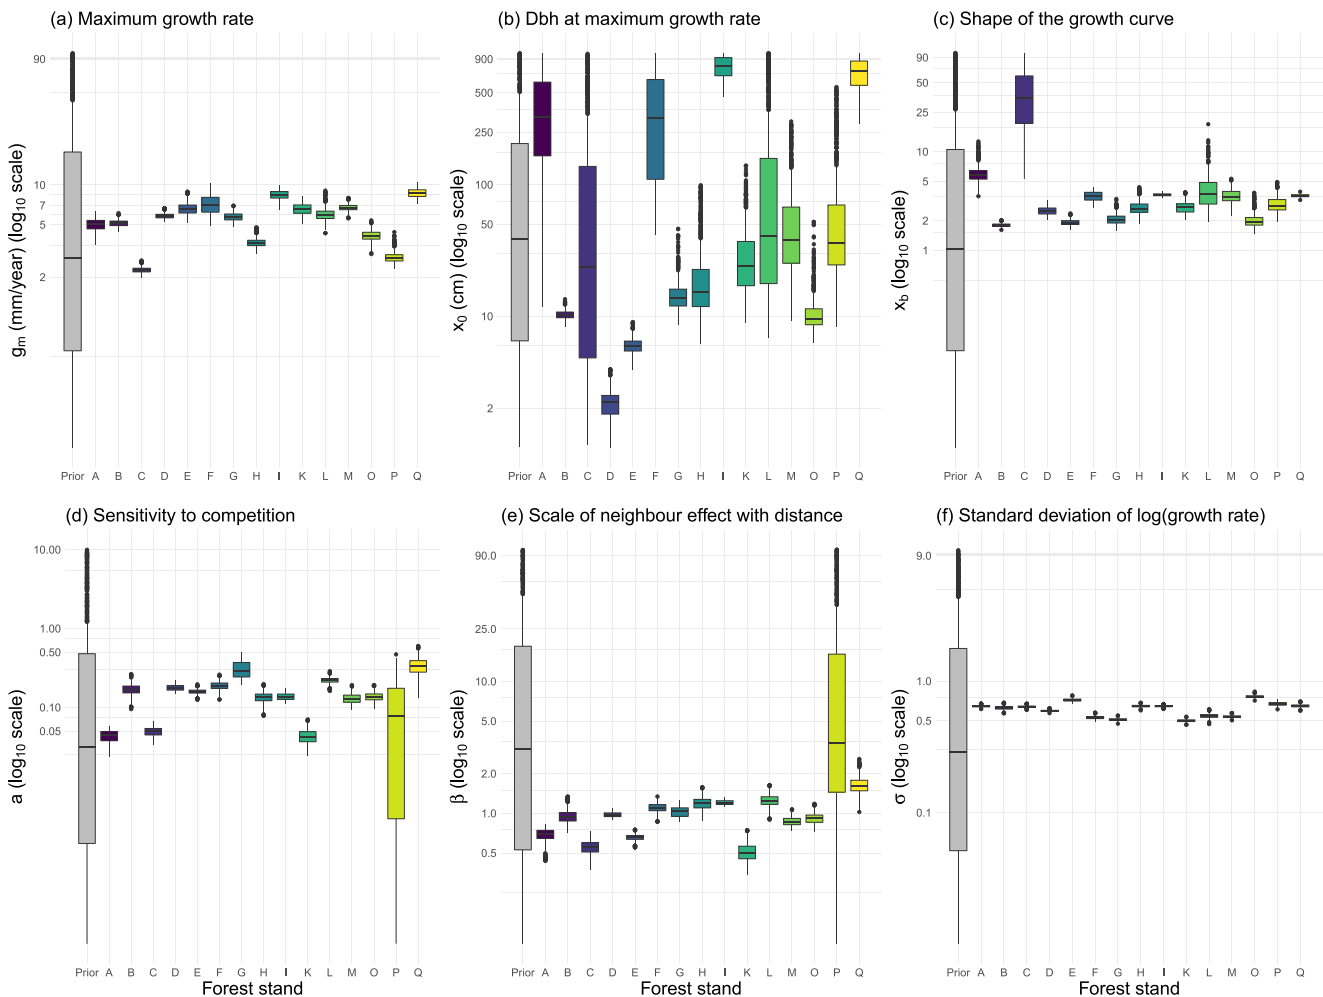 (a) Maximum growth rate
(b) Dbh at maximum growth rate
(c) Shape of the growth curve
gm (mm/year) (log10 scale)
90
10
7
5
2
Prior A B C D E F G H I K L M O P Q
x0 (cm) (log10 scale)
900
500
250
100
50
10
2
Prior A B C D E F G H I K L M O P Q
xb (log10 scale)
90
50
25
10
5
2
1
Prior A B C D E F G H I K L M O P Q
(d) Sensitivity to competition
(e) Scale of neighbour effect with distance
(f) Standard deviation of log(growth rate)
a (log10 scale)
10.00
1.00
0.50
0.10
0.05
Prior A B C D E F G H I K L M O P Q
Forest stand
β (log10 scale)
90.0
25.0
10.0
5.0
2.0
1.0
0.5
Prior A B C D E F G H I K L M O P Q
Forest stand
σ (log10 scale)
9.0
1.0
0.5
0.1
Prior A B C D E F G H I K L M O P Q
Forest stand